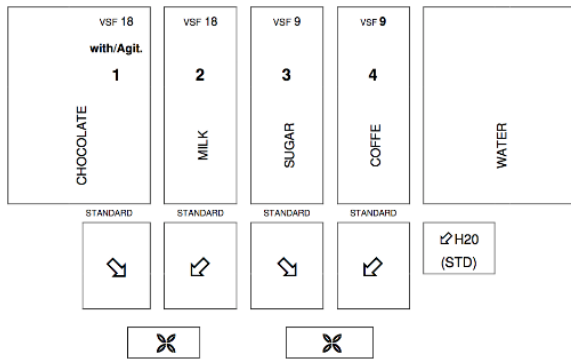 VSF 18
with/Agit.
1
CHOCOLATE
VSF 18
2
MILK
VSF 9
3
SUGAR
VSF 9
4
COFFE
WATER
STANDARD
STANDARD
STANDARD
STANDARD
H20
(STD)